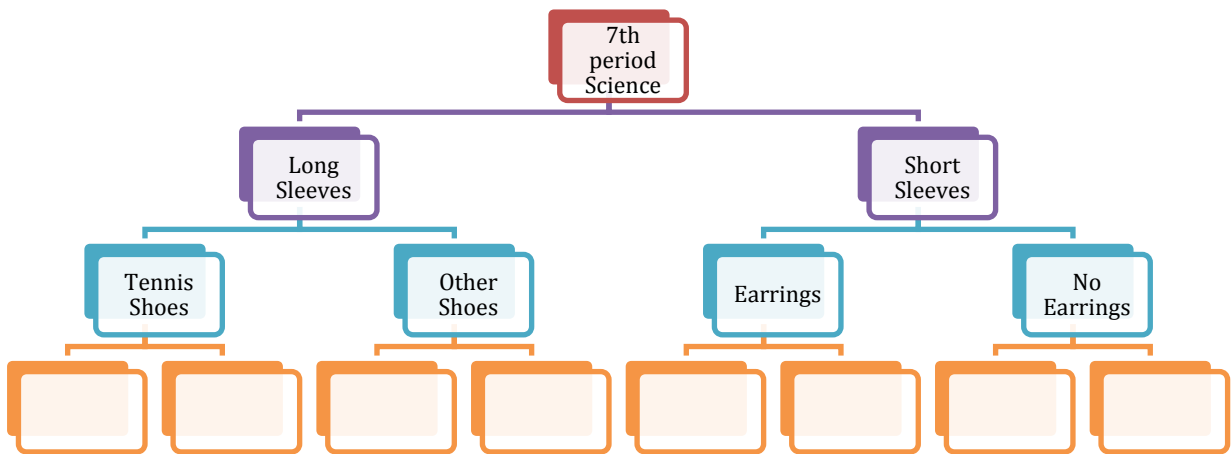 7th
period
Science
Long
Sleeves
Short
Sleeves
Tennis
Shoes
Other
Shoes
Earrings
No
Earrings